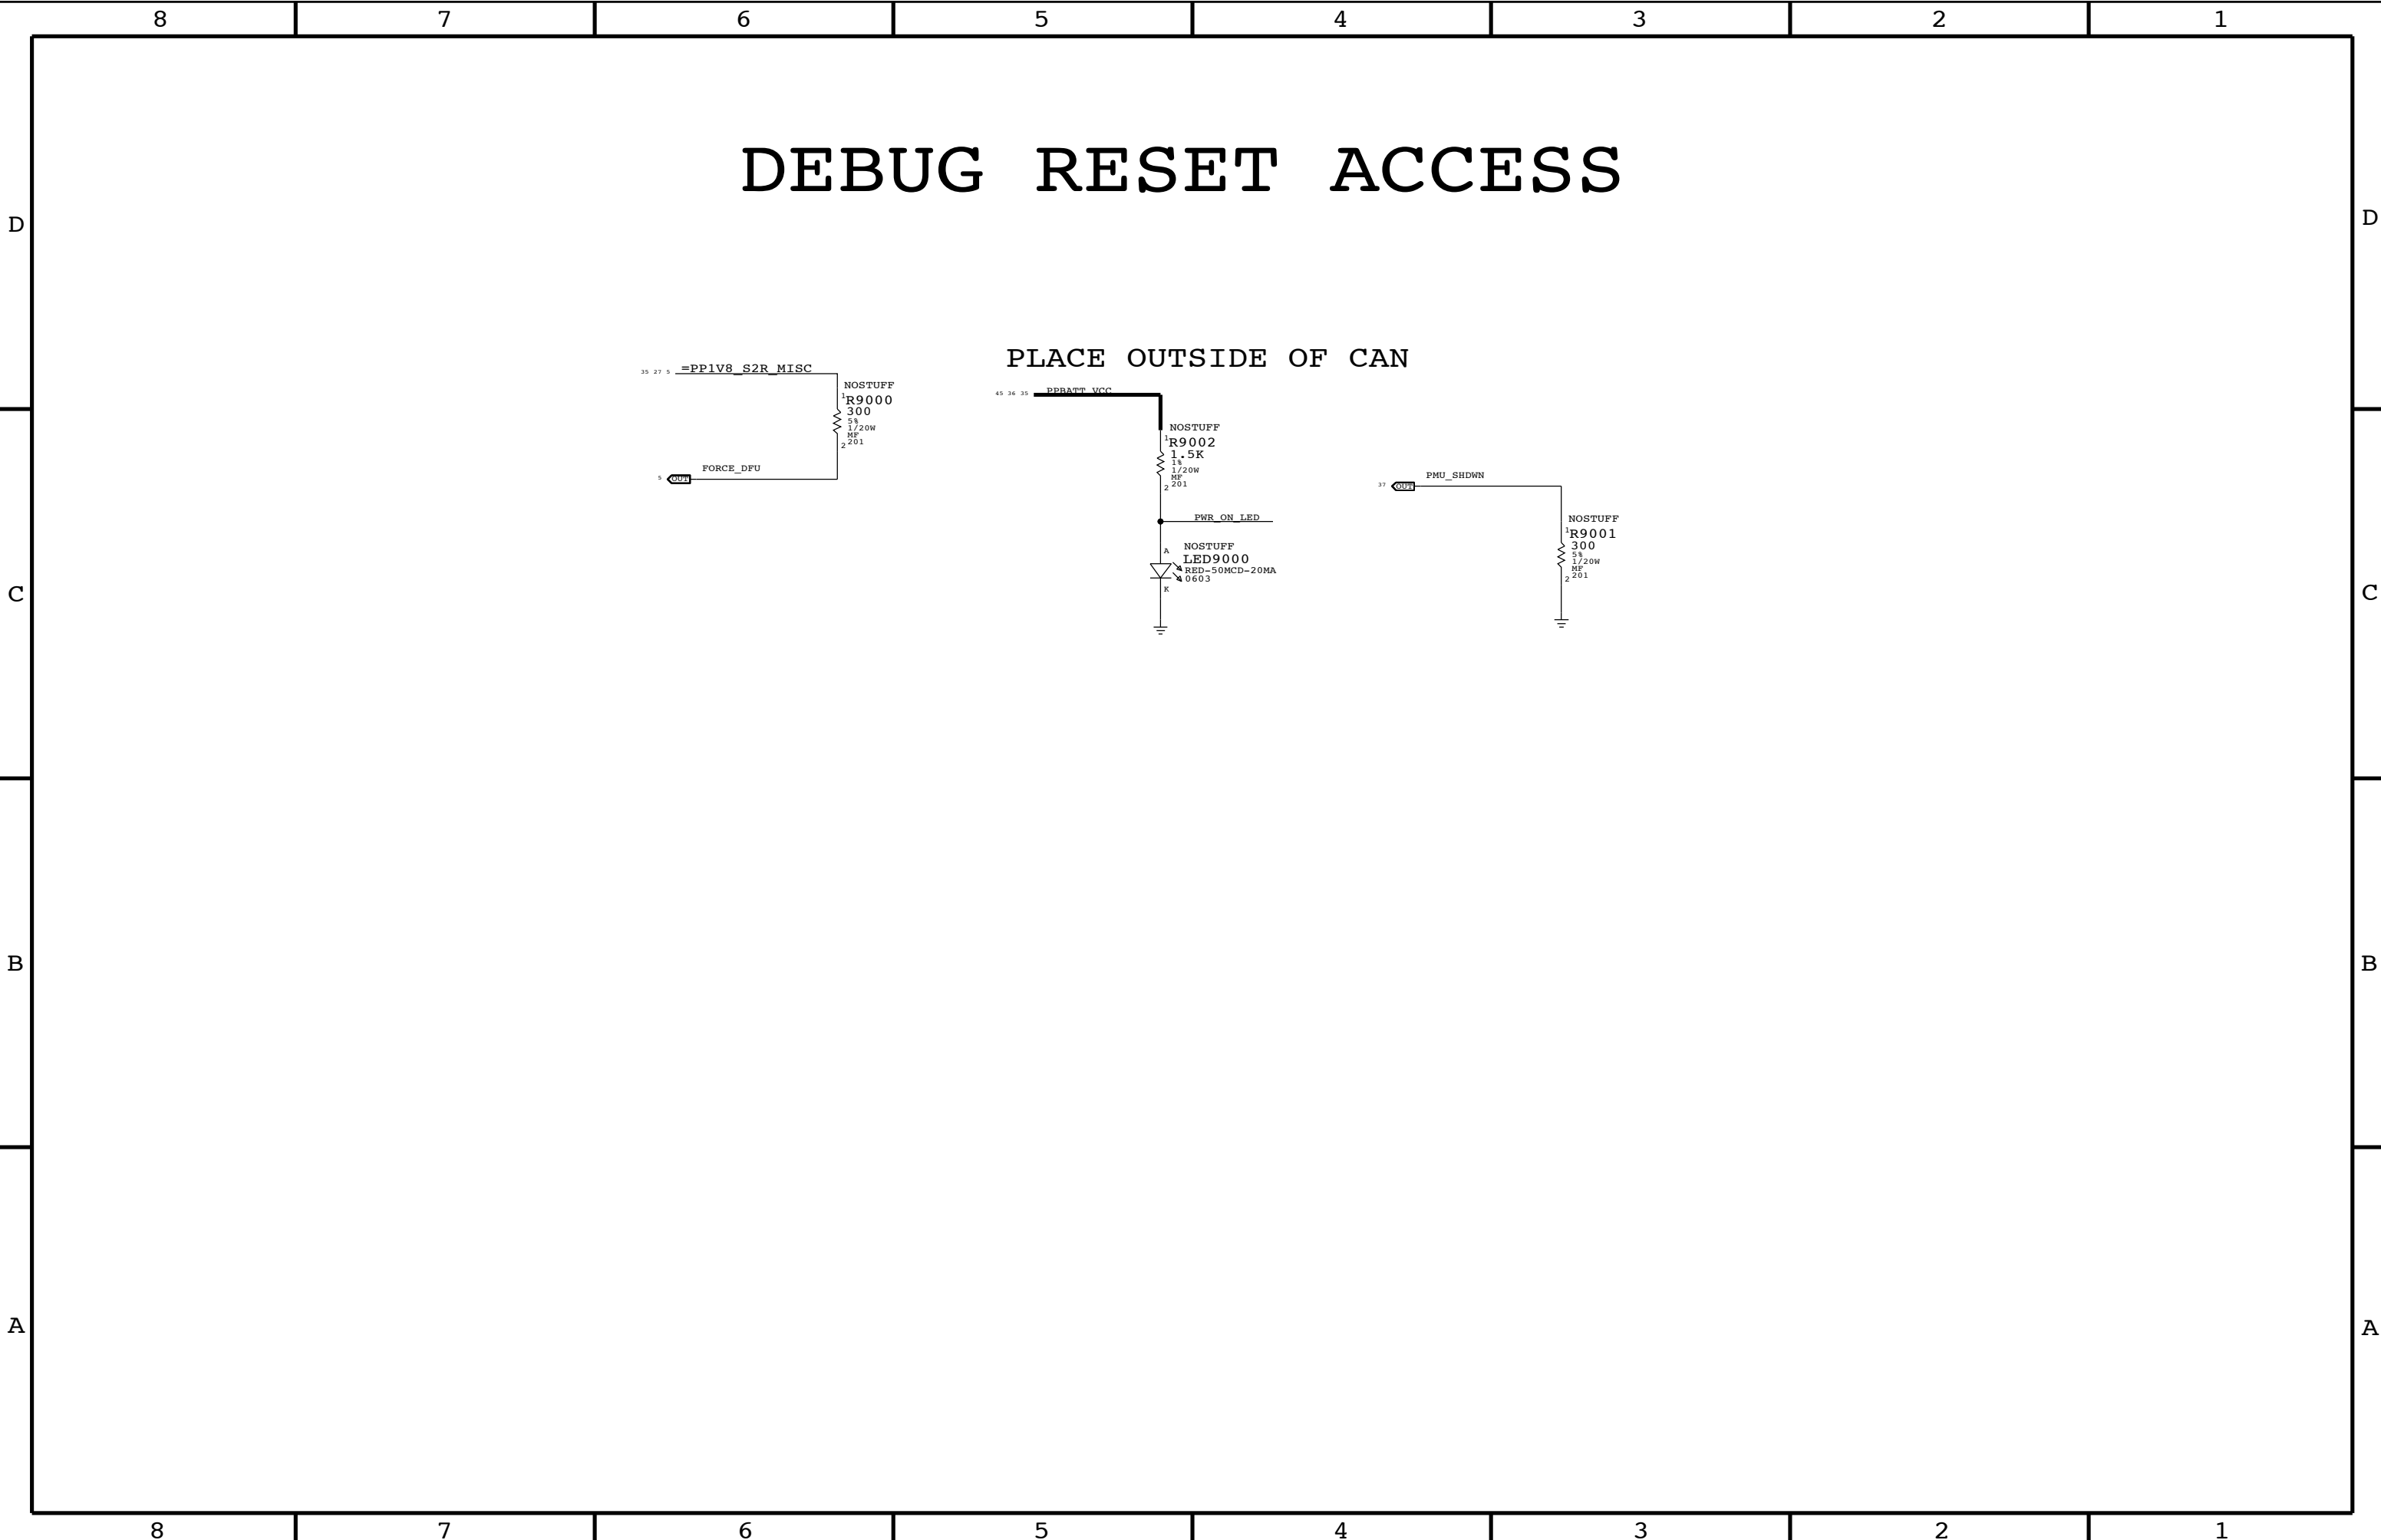 8 7 6 5 4 3 2 1
DEBUG RESET ACCESS
D D
PLACE OUTSIDE OF CAN
35 27 5 =PP1V8_S2R_MISC
NOSTUFF
1
R9000
300
5%
1/20W
MF
201
2
5 OUT FORCE_DFU
45 36 35 PPBATT_VCC
NOSTUFF
1
R9002
1.5K
1%
1/20W
MF
201
2
PWR_ON_LED
A
NOSTUFF
LED9000
RED-50MCD-20MA
0603
K
37 OUT PMU_SHDWN
NOSTUFF
1
R9001
300
5%
1/20W
MF
201
2
C C
B B
A A
8 7 6 5 4 3 2 1